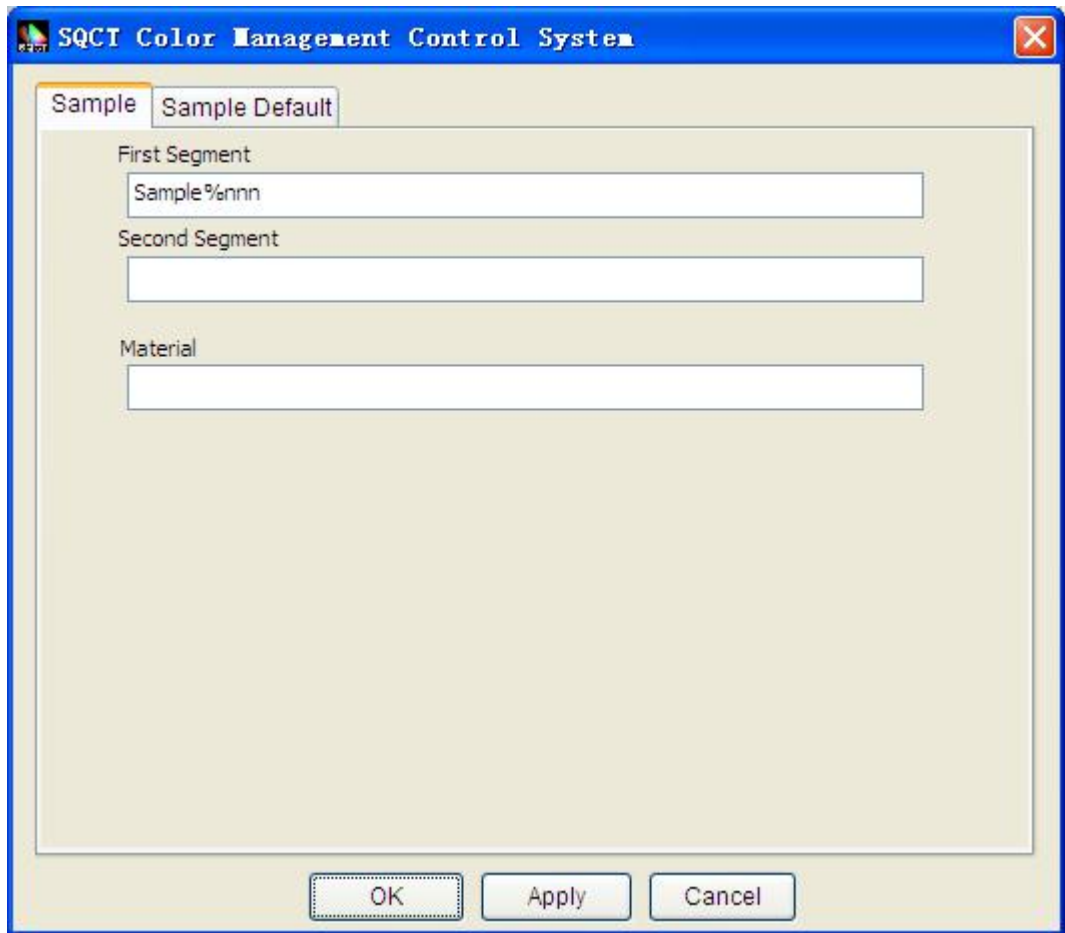 SQCT Color Management Control System
Sample
Sample Default
First Segment
Sample%nnn
Second Segment
Material
OK
Apply
Cancel